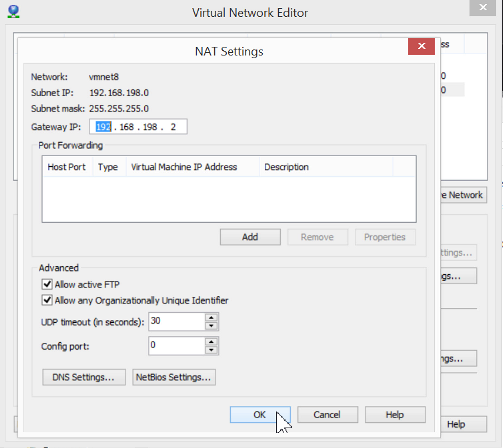 Virtual Network Editor
NAT Settings
Network: vmnet8
Subnet IP: 192.168.198.0
Subnet mask: 255.255.255.0
Gateway IP: 192 . 168 . 198 . 2
Port Forwarding
Host Port Type Virtual Machine IP Address Description
Add Remove Properties
Advanced
Allow active FTP
Allow any Organizationally Unique Identifier
UDP timeout (in seconds): 30
Config port: 0
DNS Settings... NetBios Settings...
OK Cancel Help
ss
0
0
e Network
ttings...
gs...
ngs...
Help